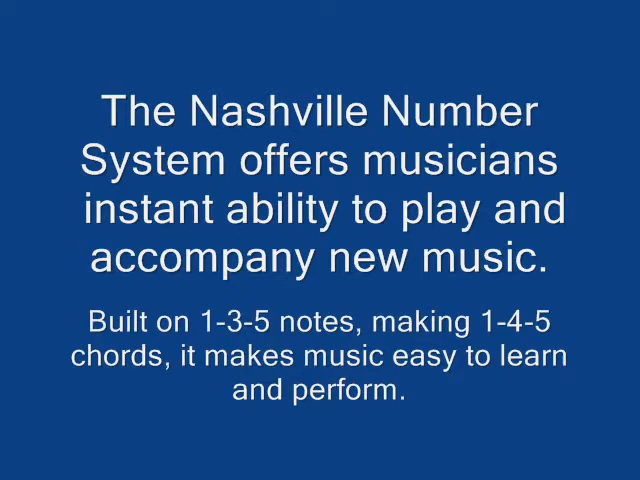 The Nashville Number
System offers musicians
instant ability to play and
accompany new music.
Built on 1-3-5 notes, making 1-4-5
chords, it makes music easy to learn
and perform.